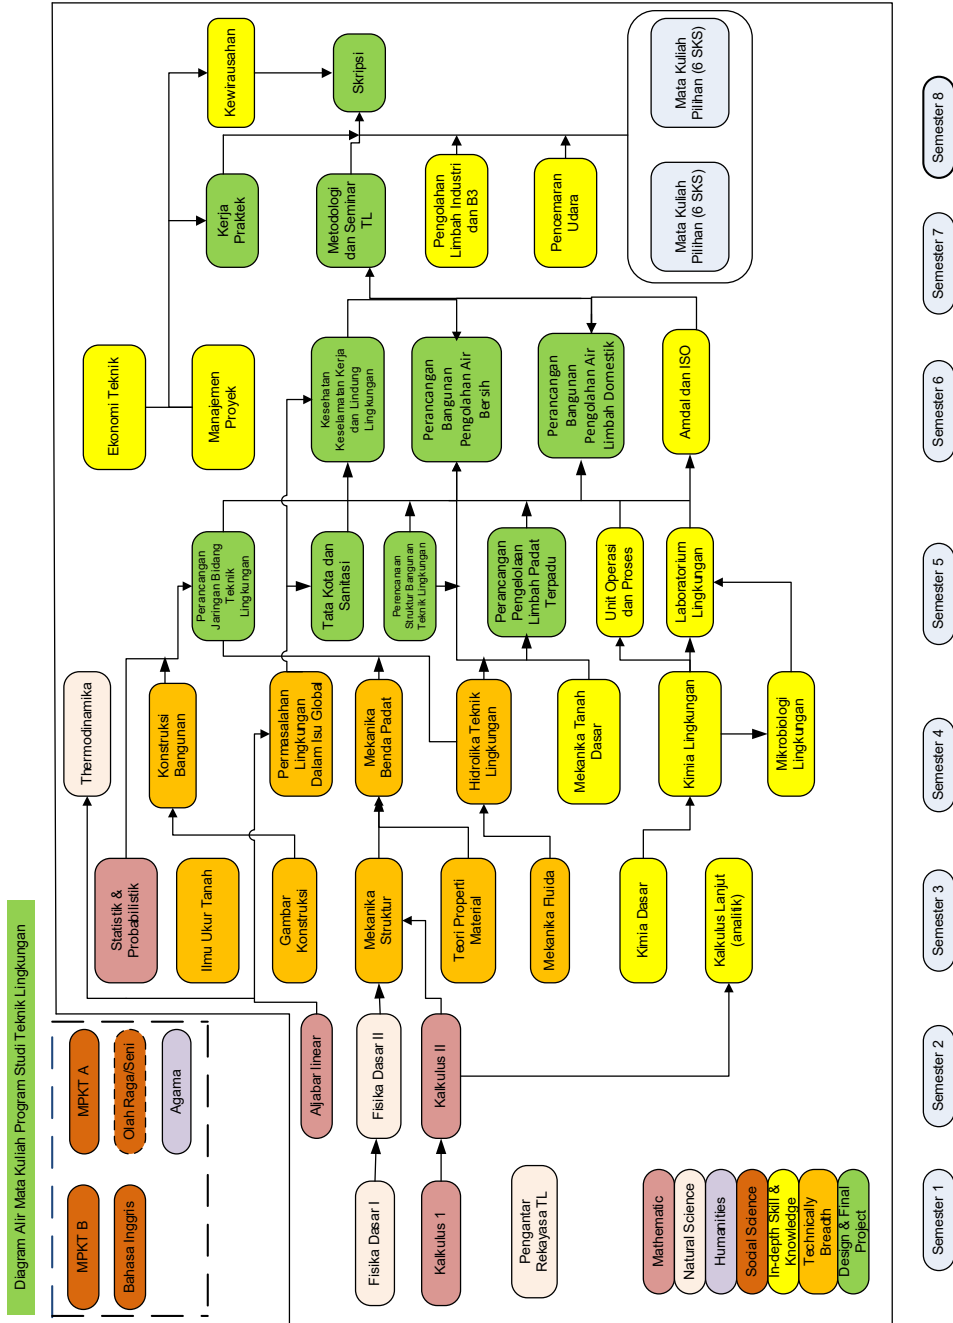 Diagram Alir Mata Kuliah Program Studi Teknik Lingkungan
MPKT B
MPKT A
Bahasa Inggris
Olah Raga/Seni
Agama
Statistik &
Probabilistik
Thermodinamika
Ekonomi Teknik
Kewirausahan
Ilmu Ukur Tanah
Konstruksi
Bangunan
Perancangan
Jaringan Bidang
Teknik
Lingkungan
Manajemen
Proyek
Kerja
Praktek
Skripsi
Aljabar linear
Gambar
Konstruksi
Permasalahan
Lingkungan
Dalam Isu Global
Tata Kota dan
Sanitasi
Kesehatan
Keselamatan Kerja
dan Lindung
Lingkungan
Metodologi
dan Seminar
TL
Fisika Dasar I
Fisika Dasar II
Mekanika
Struktur
Mekanika
Benda Padat
Perencanaan
Struktur Bangunan
Teknik Lingkungan
Perancangan
Bangunan
Pengolahan Air
Bersih
Pengolahan
Limbah Industri
dan B3
Kalkulus 1
Kalkulus II
Teori Properti
Material
Hidrolika Teknik
Lingkungan
Perancangan
Pengelolaan
Limbah Padat
Terpadu
Perancangan
Bangunan
Pengolahan Air
Limbah Domestik
Pencemaran
Udara
Pengantar
Rekayasa TL
Mekanika Fluida
Mekanika Tanah
Dasar
Unit Operasi
dan Proses
Kimia Dasar
Kimia Lingkungan
Laboratorium
Lingkungan
Amdal dan ISO
Mata Kuliah
Pilihan (6 SKS)
Mata Kuliah
Pilihan (6 SKS)
Kalkulus Lanjut
(analitik)
Mikrobiologi
Lingkungan
Mathematic
Natural Science
Humanities
Social Science
In-depth Skill &
Knowledge
Technically
Breadth
Design & Final
Project
Semester 1
Semester 2
Semester 3
Semester 4
Semester 5
Semester 6
Semester 7
Semester 8